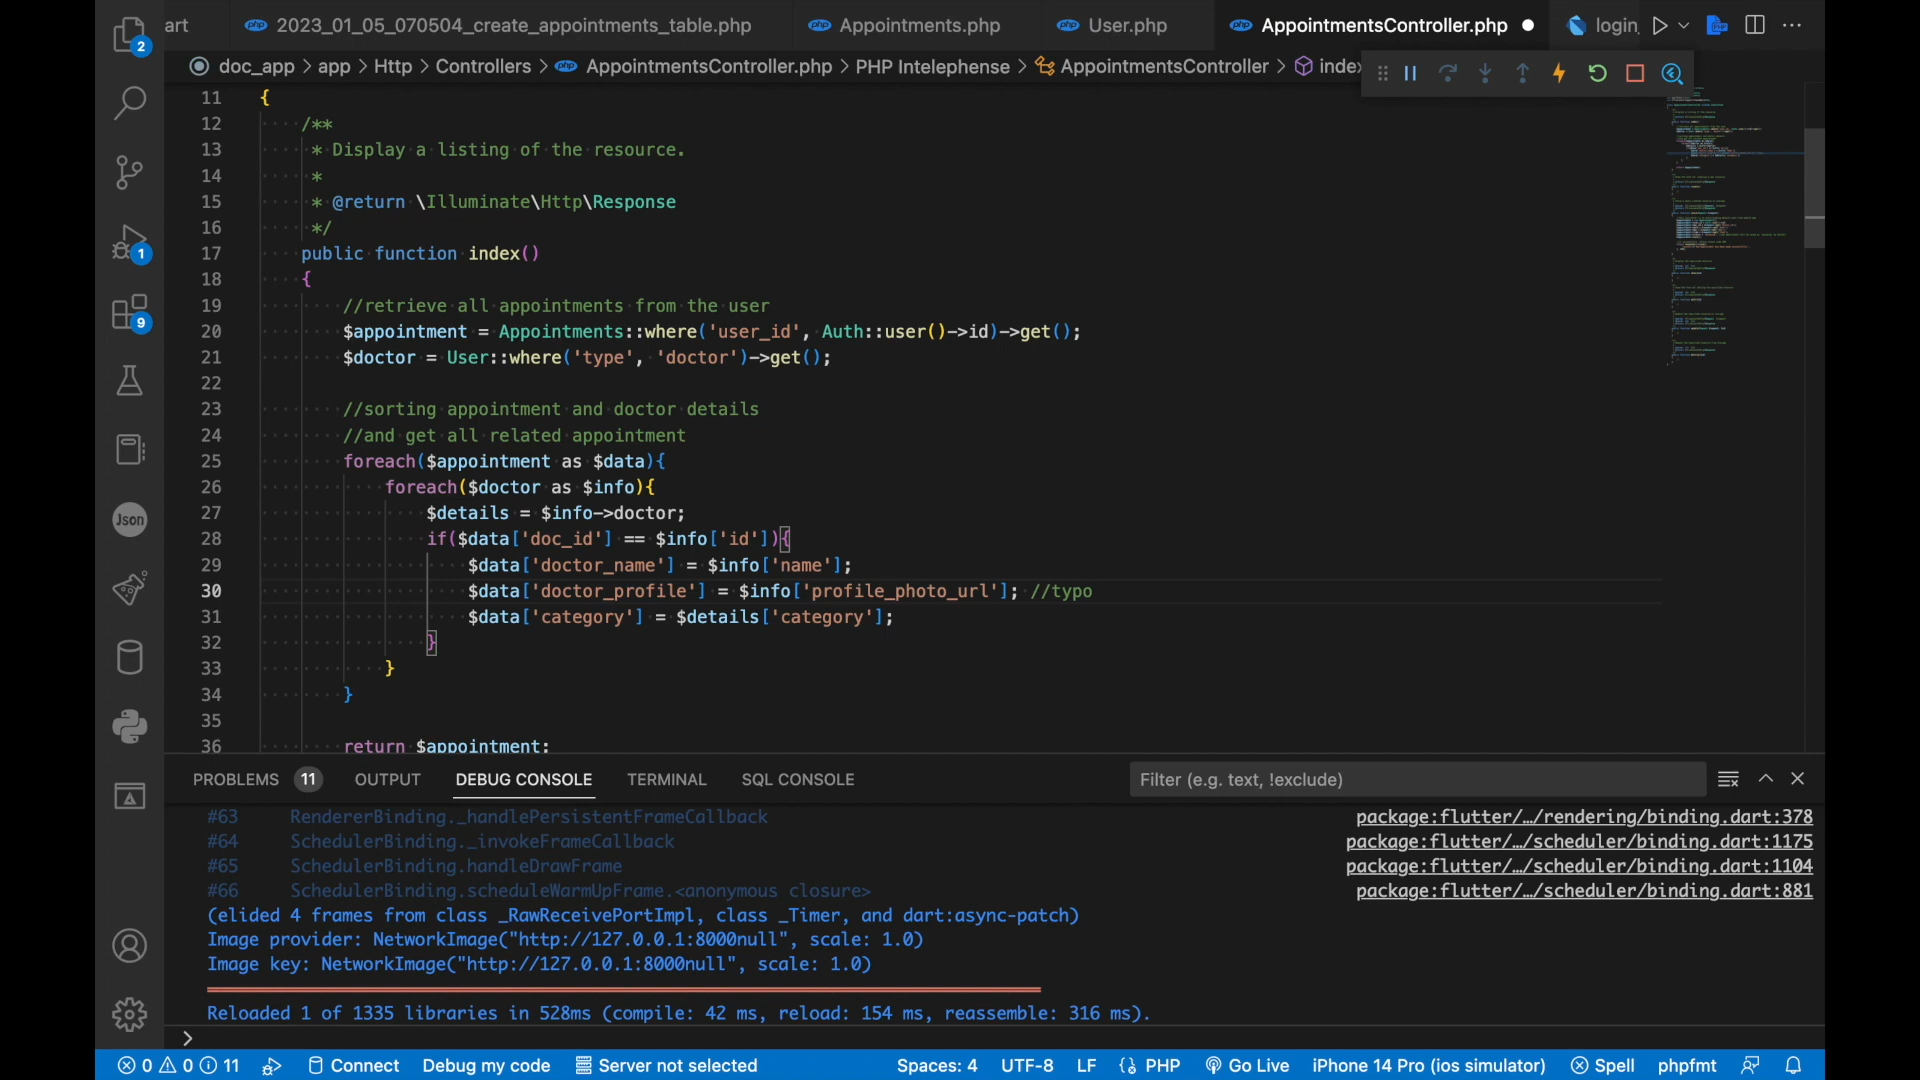 art 2023_01_05_070504_create_appointments_table.php Appointments.php User.php AppointmentsController.php login
doc_app > app > Http > Controllers > AppointmentsController.php > PHP Intelephense > AppointmentsController > index
11 {
12 /**
13 * Display a listing of the resource.
14 *
15 * @return \Illuminate\Http\Response
16 */
17 public function index()
18 {
19 //retrieve all appointments from the user
20 $appointment = Appointments::where('user_id', Auth::user()->id)->get();
21 $doctor = User::where('type', 'doctor')->get();
22
23 //sorting appointment and doctor details
24 //and get all related appointment
25 foreach($appointment as $data){
26 foreach($doctor as $info){
27 $details = $info->doctor;
28 if($data['doc_id'] == $info['id']){
29 $data['doctor_name'] = $info['name'];
30 $data['doctor_profile'] = $info['profile_photo_url']; //typo
31 $data['category'] = $details['category'];
32 }
33 }
34 }
35
36 return $appointment;
2
1
9
Json
PROBLEMS 11 OUTPUT DEBUG CONSOLE TERMINAL SQL CONSOLE Filter (e.g. text, !exclude)
#63 RendererBinding._handlePersistentFrameCallback package:flutter/…/rendering/binding.dart:378
#64 SchedulerBinding._invokeFrameCallback package:flutter/…/scheduler/binding.dart:1175
#65 SchedulerBinding.handleDrawFrame package:flutter/…/scheduler/binding.dart:1104
#66 SchedulerBinding.scheduleWarmUpFrame.<anonymous closure> package:flutter/…/scheduler/binding.dart:881
(elided 4 frames from class _RawReceivePortImpl, class _Timer, and dart:async-patch)
Image provider: NetworkImage("http://127.0.0.1:8000null", scale: 1.0)
Image key: NetworkImage("http://127.0.0.1:8000null", scale: 1.0)
Reloaded 1 of 1335 libraries in 528ms (compile: 42 ms, reload: 154 ms, reassemble: 316 ms).
>
0 0 11 Connect Debug my code Server not selected Spaces: 4 UTF-8 LF {} PHP Go Live iPhone 14 Pro (ios simulator) Spell phpfmt